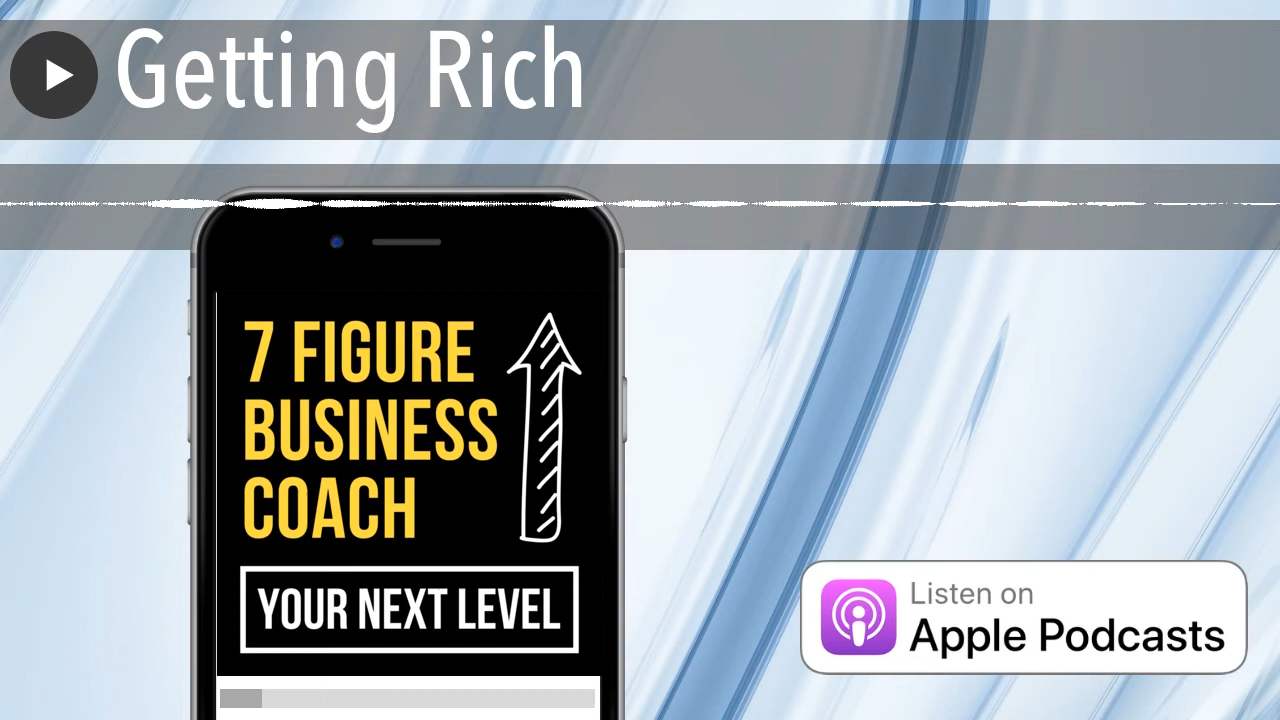 Getting Rich
7 FIGURE
BUSINESS
COACH
YOUR NEXT LEVEL
Listen on
Apple Podcasts